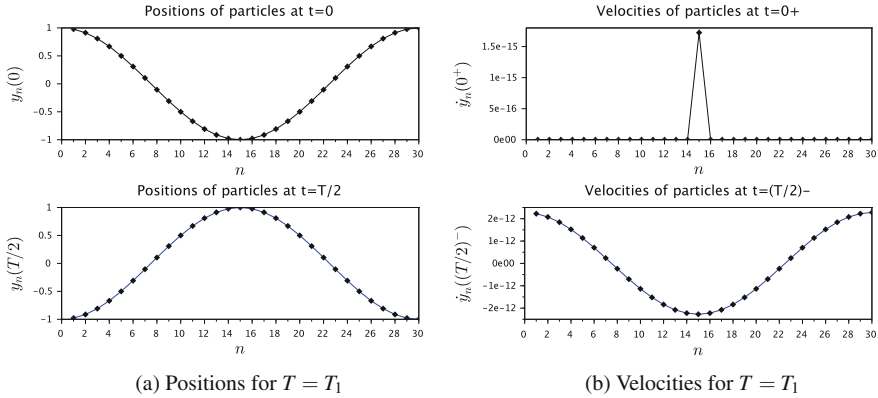 Positions of particles at t=0
1
0.5
0
−0.5
−1
y_n(0)
0 2 4 6 8 10 12 14 16 18 20 22 24 26 28 30
n
Velocities of particles at t=0+
1.5e-15
1e-15
5e-16
0e00
ẏ_n(0⁺)
0 2 4 6 8 10 12 14 16 18 20 22 24 26 28 30
n
Positions of particles at t=T/2
1
0.5
0
−0.5
−1
y_n(T/2)
0 2 4 6 8 10 12 14 16 18 20 22 24 26 28 30
n
Velocities of particles at t=(T/2)-
2e-12
1e-12
0e00
-1e-12
-2e-12
ẏ_n((T/2)⁻)
0 2 4 6 8 10 12 14 16 18 20 22 24 26 28 30
n
(a) Positions for T = T₁
(b) Velocities for T = T₁